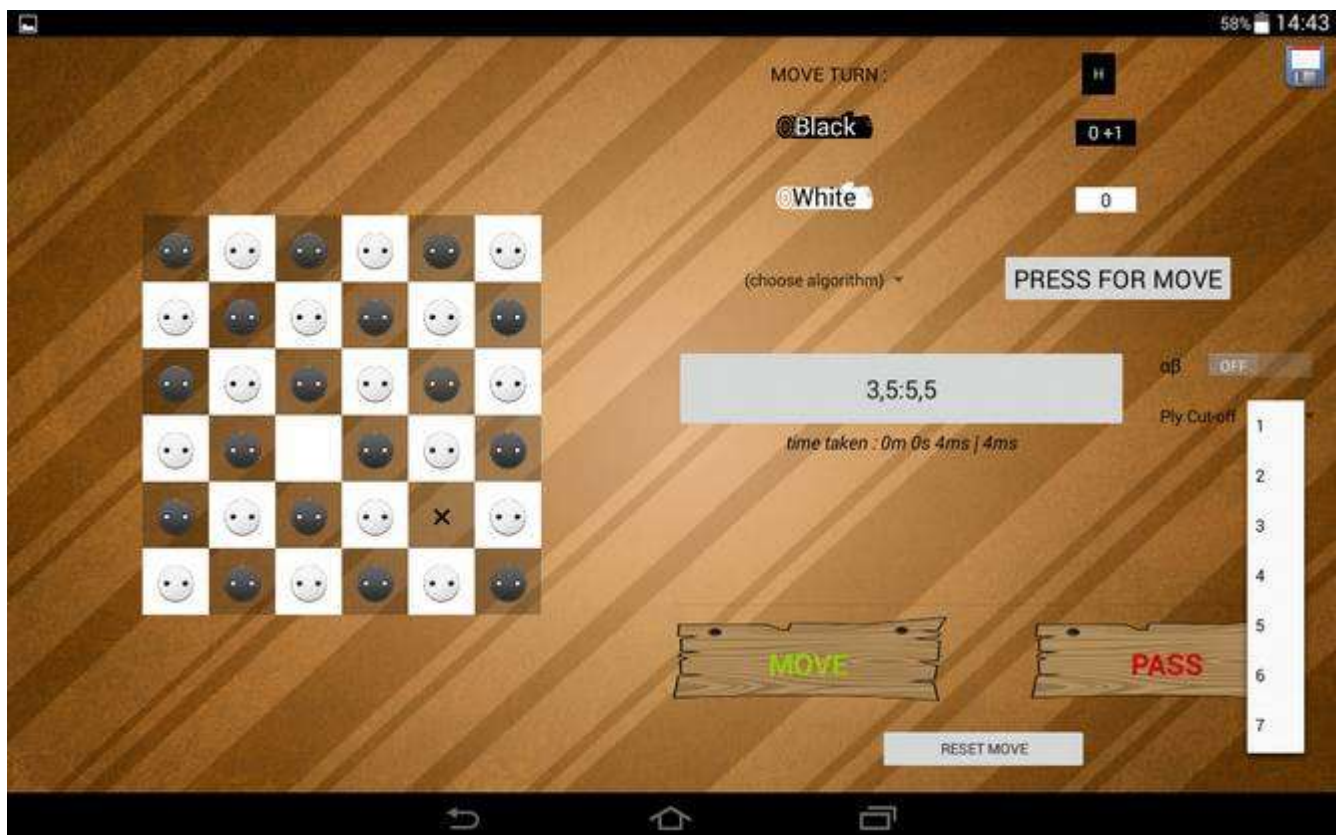 58% 14:43
MOVE TURN : H
Black 0 +1
White 0
(choose algorithm) PRESS FOR MOVE
3,5:5,5
αβ OFF
time taken : 0m 0s 4ms | 4ms
Ply Cut-off
1
2
3
4
5
6
7
MOVE PASS
RESET MOVE